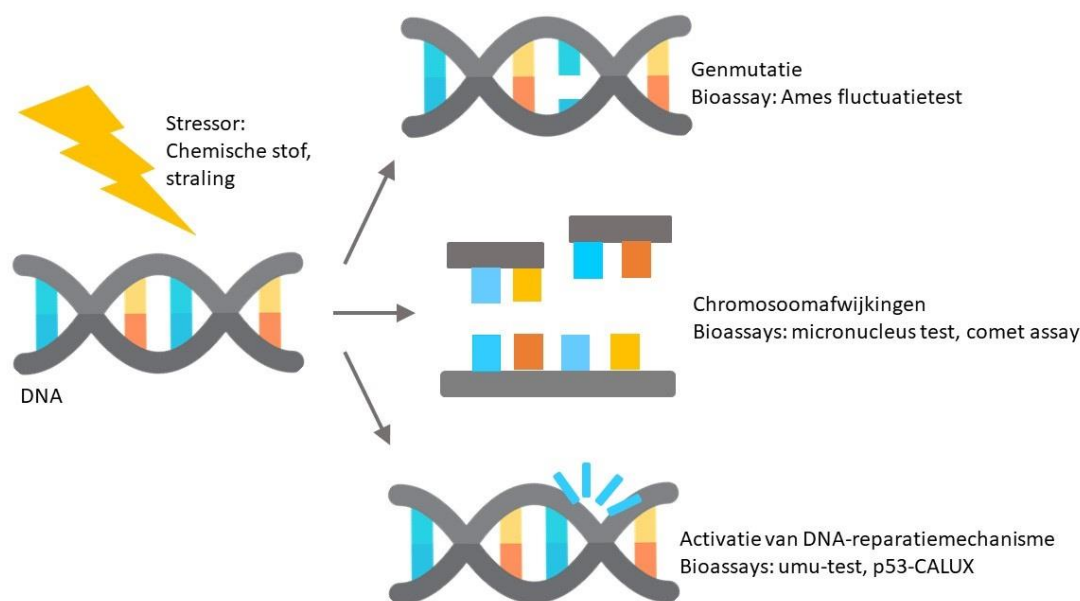 Genmutatie
Bioassay: Ames fluctuatietest
Stressor:
Chemische stof,
straling
Chromosoomafwijkingen
Bioassays: micronucleus test, comet assay
DNA
Activatie van DNA-reparatiemechanisme
Bioassays: umu-test, p53-CALUX